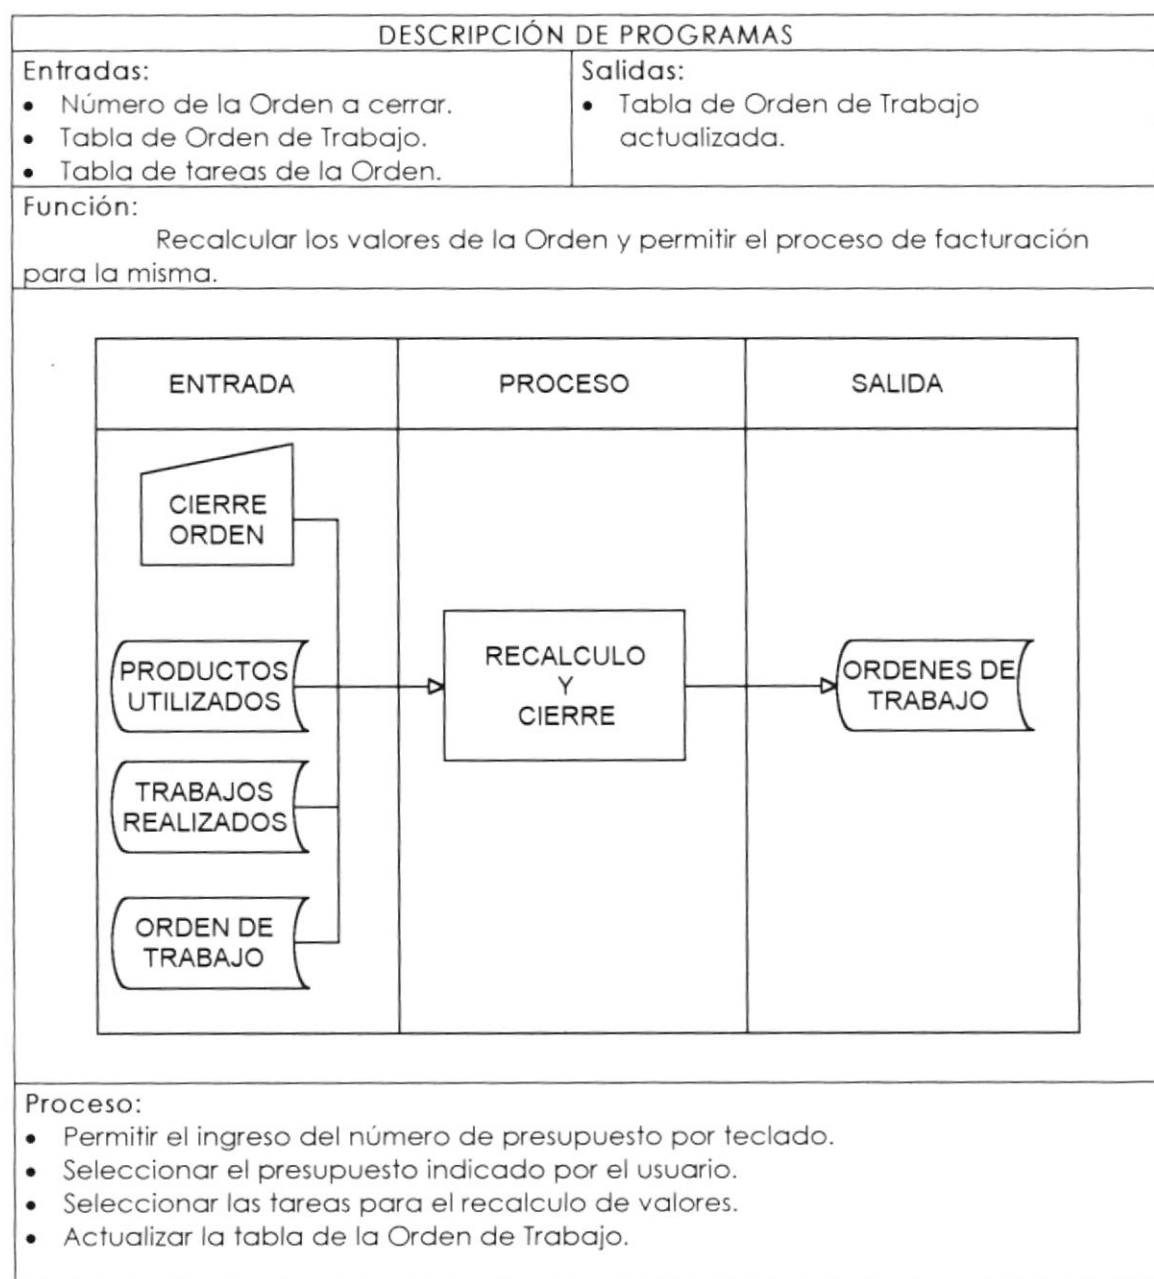 DESCRIPCIÓN DE PROGRAMAS
Entradas:
• Número de la Orden a cerrar.
• Tabla de Orden de Trabajo.
• Tabla de tareas de la Orden.
Salidas:
• Tabla de Orden de Trabajo
actualizada.
Función:
Recalcular los valores de la Orden y permitir el proceso de facturación
para la misma.
ENTRADA
PROCESO
SALIDA
CIERRE
ORDEN
PRODUCTOS
UTILIZADOS
TRABAJOS
REALIZADOS
ORDEN DE
TRABAJO
RECALCULO
Y
CIERRE
ORDENES DE
TRABAJO
Proceso:
• Permitir el ingreso del número de presupuesto por teclado.
• Seleccionar el presupuesto indicado por el usuario.
• Seleccionar las tareas para el recalculo de valores.
• Actualizar la tabla de la Orden de Trabajo.